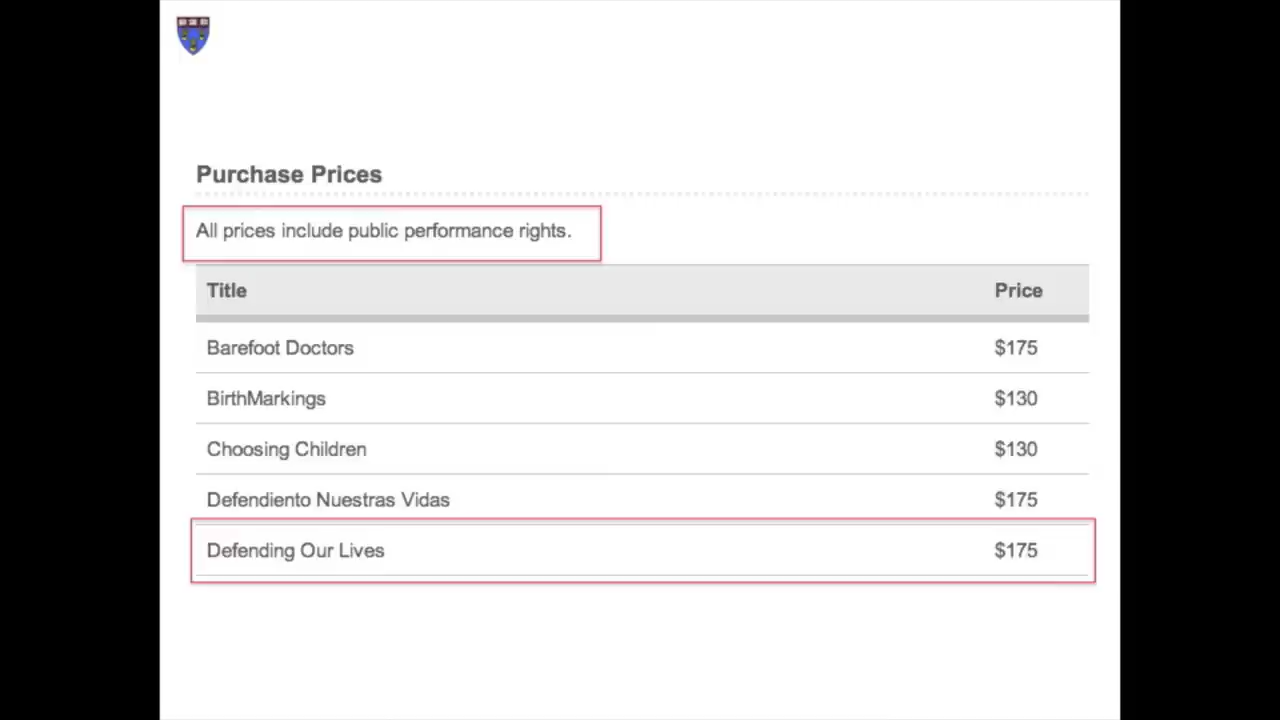 Purchase Prices
All prices include public performance rights.
Title Price
Barefoot Doctors $175
BirthMarkings $130
Choosing Children $130
Defendiento Nuestras Vidas $175
Defending Our Lives $175